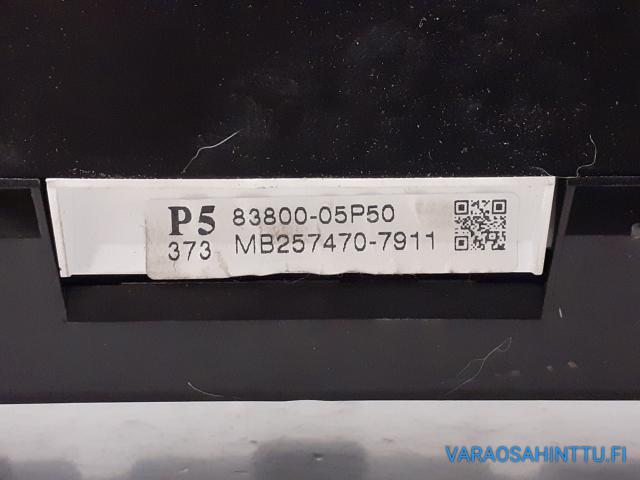 P5 83800-05P50
373 MB257470-7911
VARAOSAHINTTU.FI